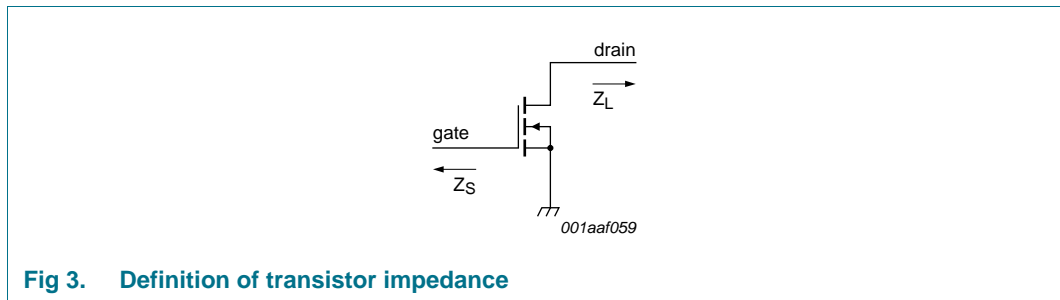 drain
Z_L
gate
Z_S
001aaf059
Fig 3. Definition of transistor impedance